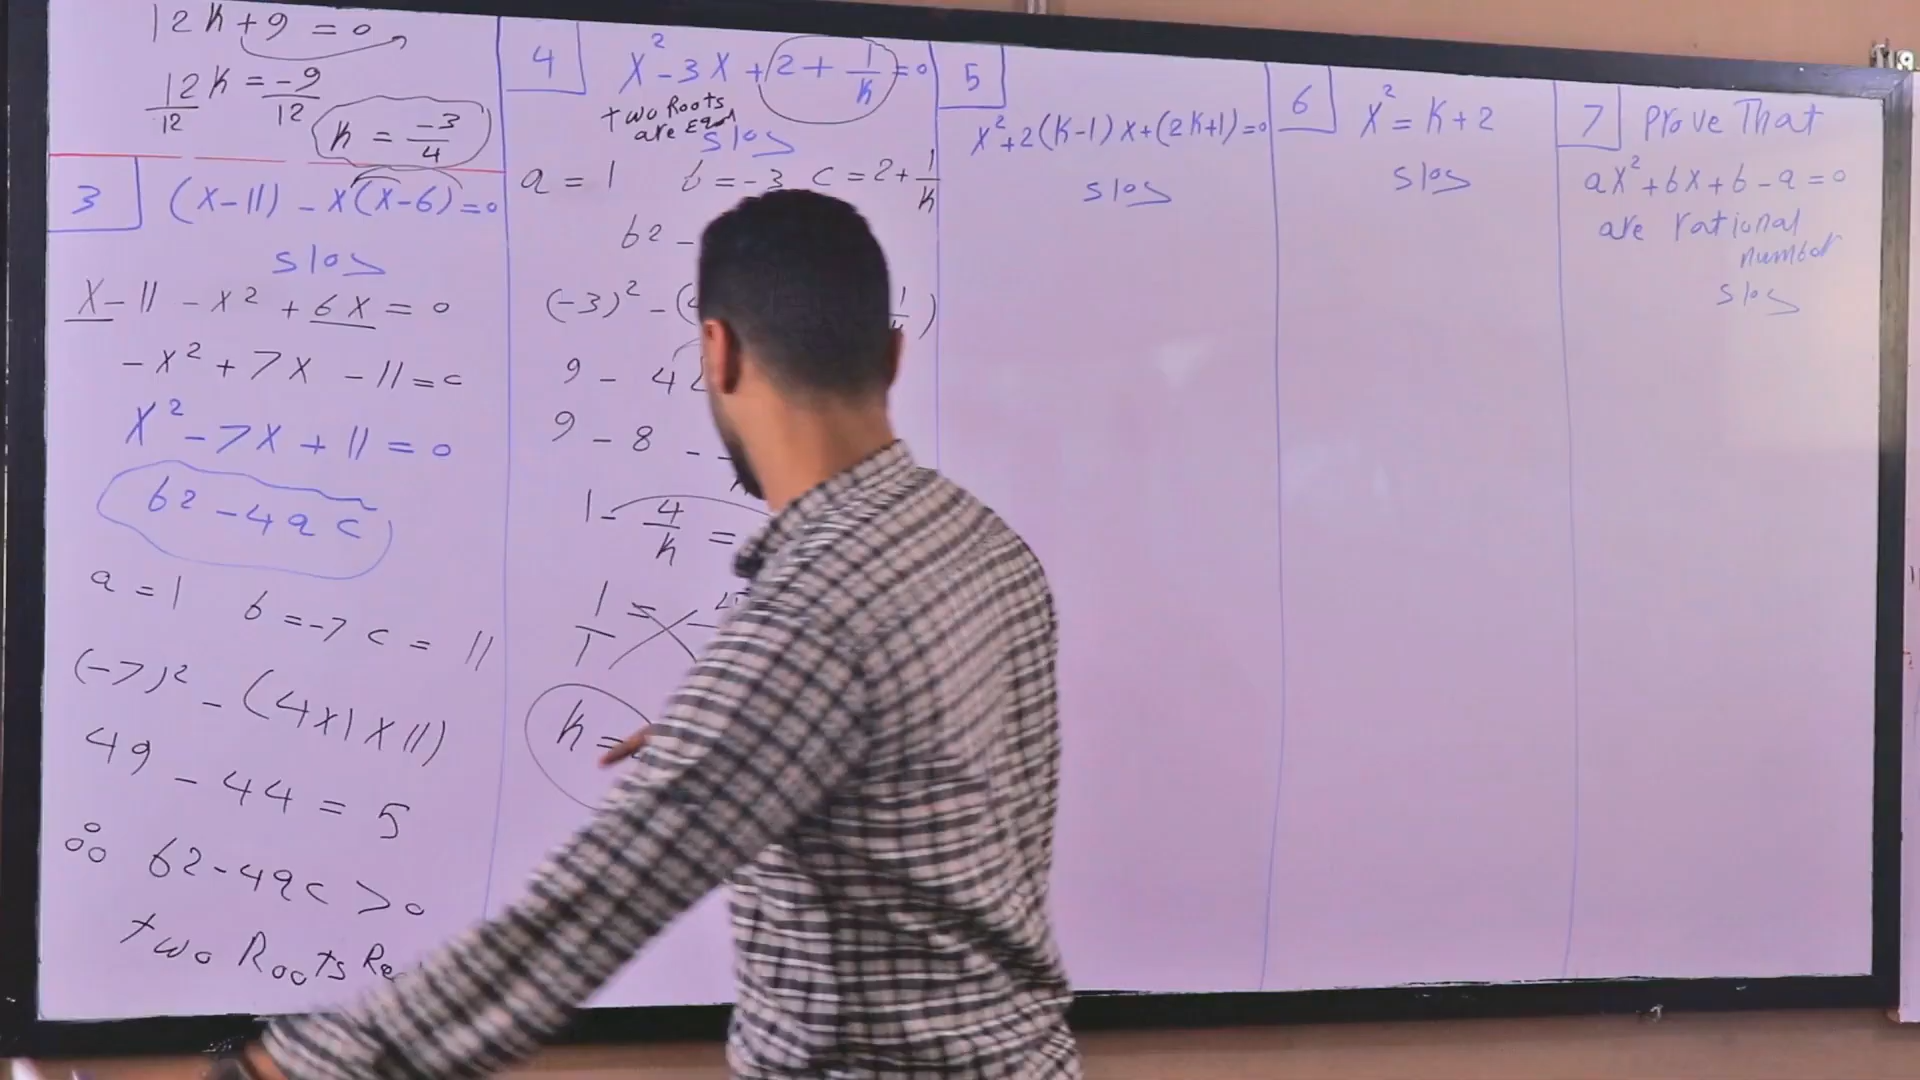 12k+9 = 0
12k = -9
12 12
k = -3/4
3
(x-11) - x(x-6) = 0
slos
x - 11 - x² + 6x = 0
-x² + 7x - 11 = 0
x² - 7x + 11 = 0
b2 - 4ac
a = 1 b = -7 c = 11
(-7)² - (4x1x11)
49 - 44 = 5
∴ b2-4ac > 0
two Roots
4
x² - 3x + 2 + 1/k = 0
two Roots
are
slos
a = 1 b = -3 c = 2 + 1/k
b2 -
(-3)² - (
9 - 4
9 - 8 -
1 - 4/k =
1/1 =
k =
5
x²+2(k-1)x+(2k+1)=0
slos
6
x² = k+2
slos
7
Prove That
ax²+bx+b-a=0
are rational
number
slos